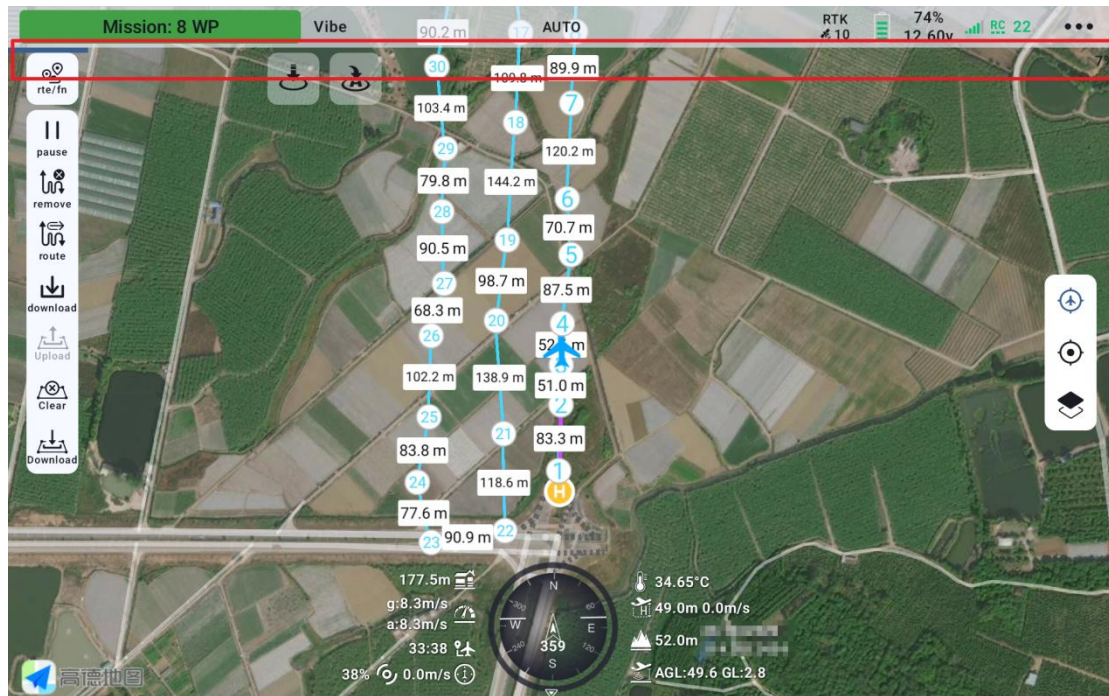 Mission: 8 WP
Vibe
90.2 m
17
AUTO
RTK
10
74%
12.60v
RC 22
rte/fn
30
109.8 m
89.9 m
7
103.4 m
18
pause
29
120.2 m
79.8 m
144.2 m
remove
6
28
70.7 m
90.5 m
19
5
route
98.7 m
87.5 m
27
download
68.3 m
20
4
26
Upload
102.2 m
138.9 m
51.0 m
Clear
2
25
83.8 m
21
83.3 m
Download
1
24
118.6 m
H
77.6 m
22
23
90.9 m
177.5m
g:8.3m/s
a:8.3m/s
33:38
38%
0.0m/s
N
300
60
W
E
359
240
120
S
34.65°C
H
49.0m 0.0m/s
52.0m
AGL:49.6 GL:2.8
高德地图